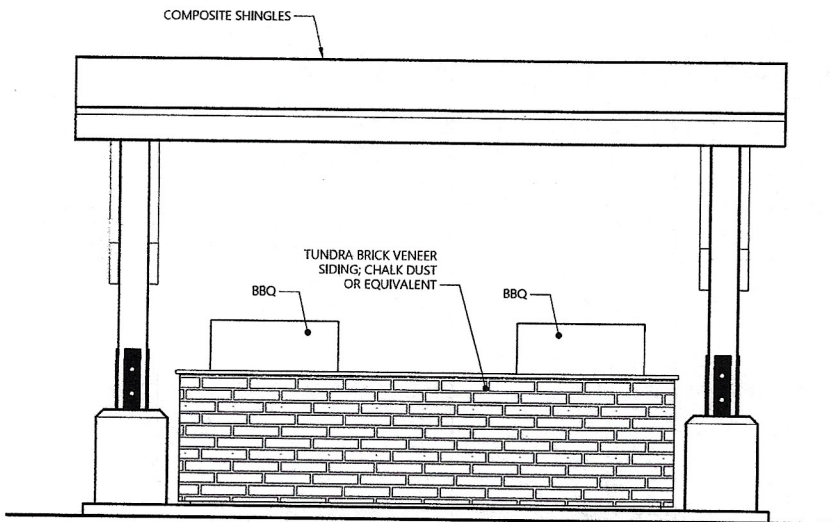 COMPOSITE SHINGLES
TUNDRA BRICK VENEER
SIDING; CHALK DUST
OR EQUIVALENT
BBQ
BBQ